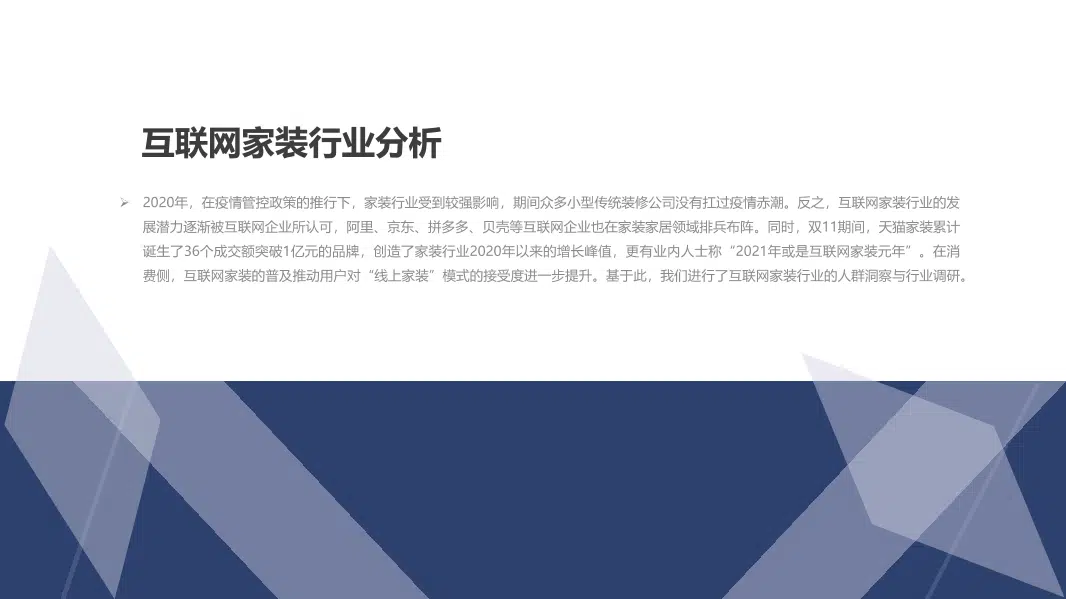 互联网家装行业分析
2020年，在疫情管控政策的推行下，家装行业受到较强影响，期间众多小型传统装修公司没有扛过疫情赤潮。反之，互联网家装行业的发
展潜力逐渐被互联网企业所认可，阿里、京东、拼多多、贝壳等互联网企业也在家装家居领域排兵布阵。同时，双11期间，天猫家装累计
诞生了36个成交额突破1亿元的品牌，创造了家装行业2020年以来的增长峰值，更有业内人士称“2021年或是互联网家装元年”。在消
费侧，互联网家装的普及推动用户对“线上家装”模式的接受度进一步提升。基于此，我们进行了互联网家装行业的人群洞察与行业调研。